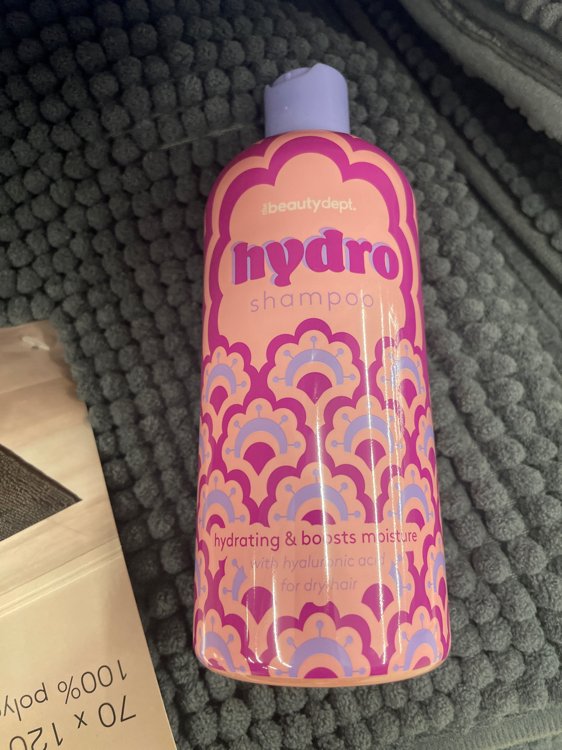 the beautydept.
hydro
shampoo
hydrating & boosts moisture
with hyaluronic acid
for dry hair
70 x 120
100% poly